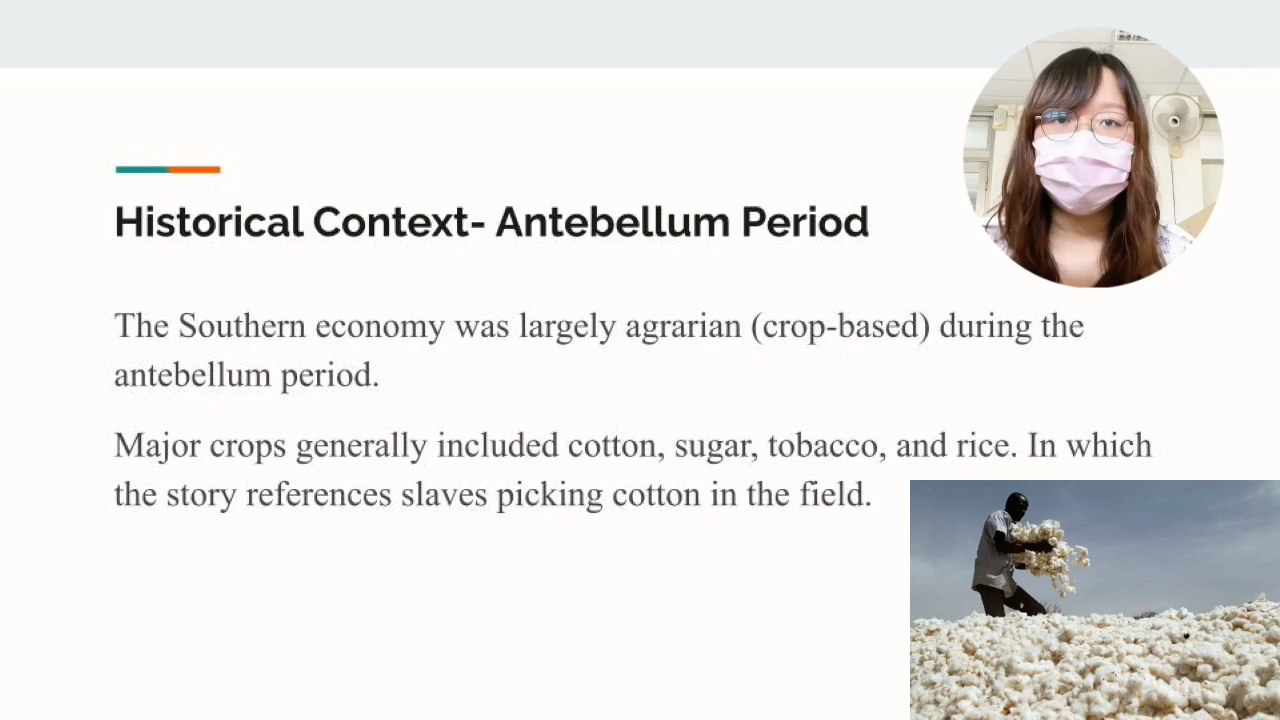 Historical Context- Antebellum Period
The Southern economy was largely agrarian (crop-based) during the
antebellum period.
Major crops generally included cotton, sugar, tobacco, and rice. In which
the story references slaves picking cotton in the field.